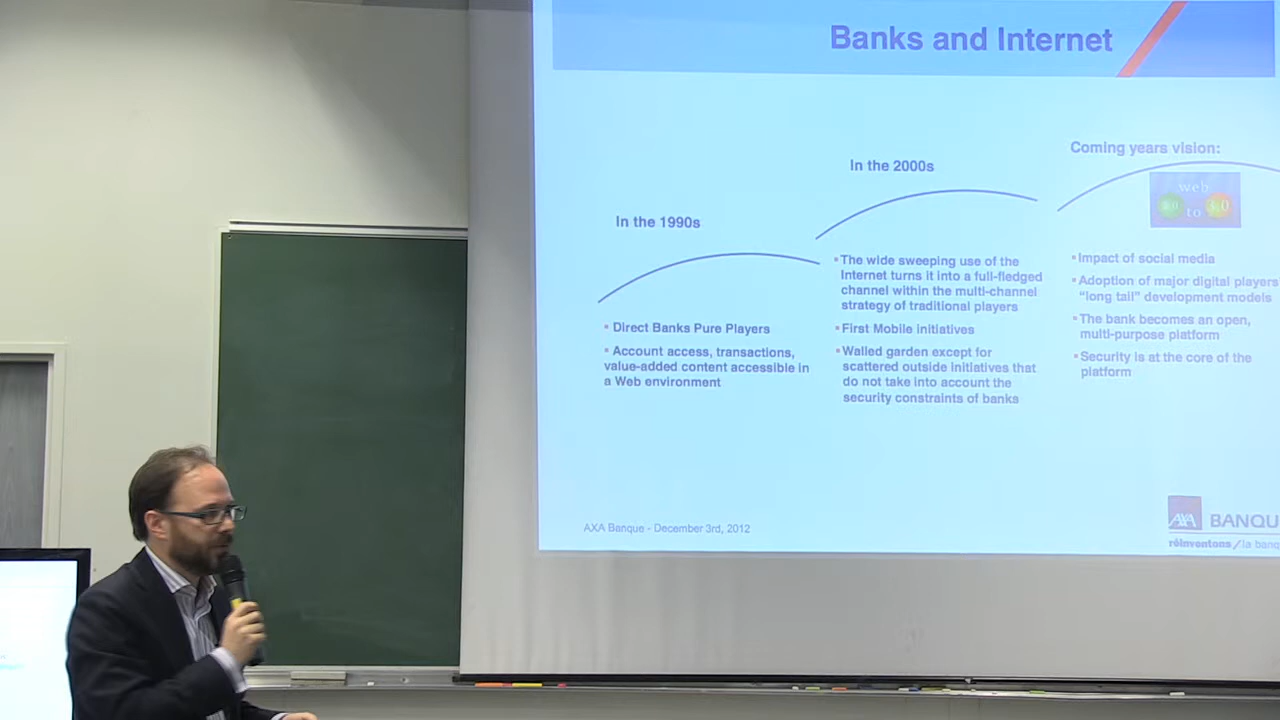 Banks and Internet
In the 1990s
▪ Direct Banks Pure Players
▪ Account access, transactions,
value-added content accessible in
a Web environment
In the 2000s
▪The wide sweeping use of the
Internet turns it into a full-fledged
channel within the multi-channel
strategy of traditional players
▪First Mobile initiatives
▪Walled garden except for
scattered outside initiatives that
do not take into account the
security constraints of banks
Coming years vision:
web
to
▪Impact of social media
▪Adoption of major digital players'
"long tail" development models
▪The bank becomes an open,
multi-purpose platform
▪Security is at the core of the
platform
AXA Banque - December 3rd, 2012
AXA BANQU
réinventons / la banq